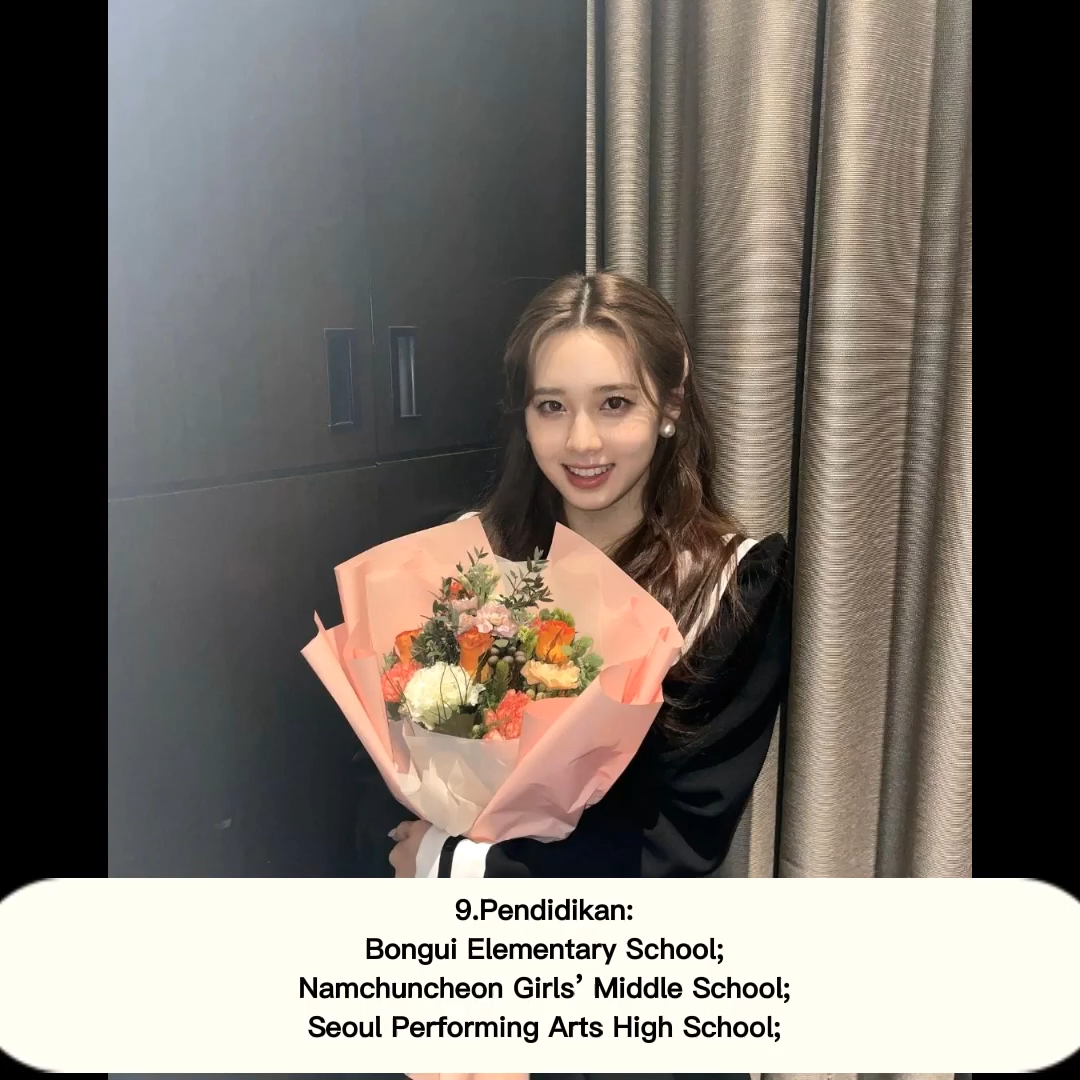 9.Pendidikan:
Bongui Elementary School;
Namchuncheon Girls’ Middle School;
Seoul Performing Arts High School;